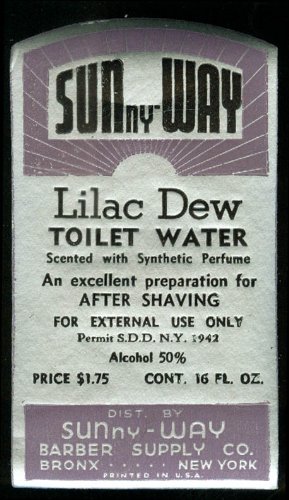 SUNny-WAY
Lilac Dew
TOILET WATER
Scented with Synthetic Perfume
An excellent preparation for
AFTER SHAVING
FOR EXTERNAL USE ONLY
Permit S.D.D. N.Y. 1942
Alcohol 50%
PRICE $1.75 CONT. 16 FL. OZ.
DIST. BY
SUNny-WAY
BARBER SUPPLY CO.
BRONX ····· NEW YORK
PRINTED IN U.S.A.